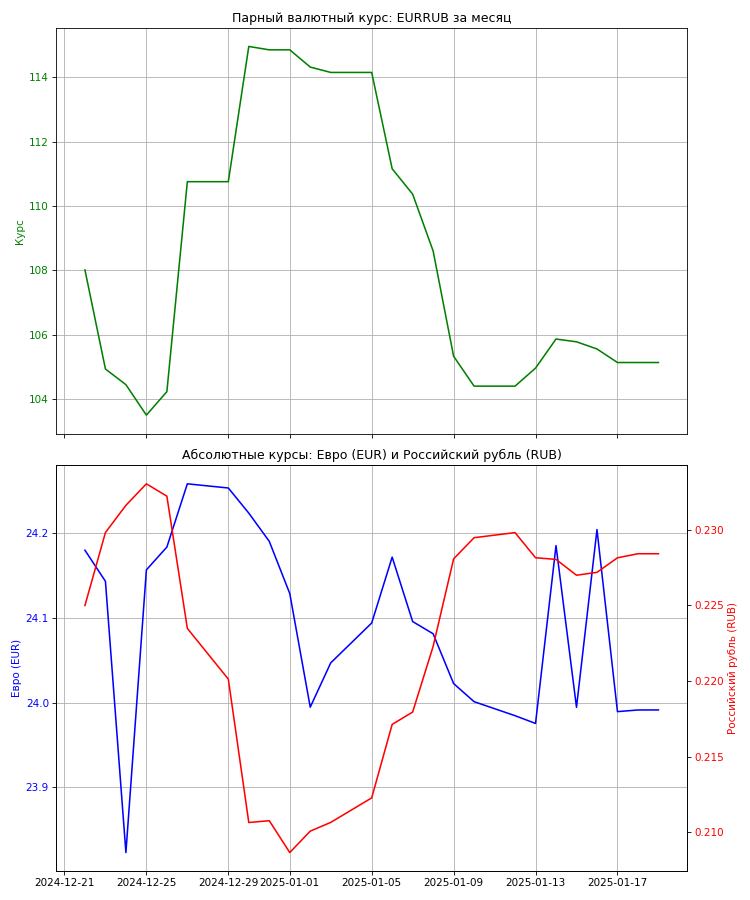 Парный валютный курс: EURRUB за месяц
114
112
110
108
106
104
Курс
Абсолютные курсы: Евро (EUR) и Российский рубль (RUB)
24.2
24.1
24.0
23.9
Евро (EUR)
0.230
0.225
0.220
0.215
0.210
Российский рубль (RUB)
2024-12-21 2024-12-25 2024-12-29 2025-01-01 2025-01-05 2025-01-09 2025-01-13 2025-01-17